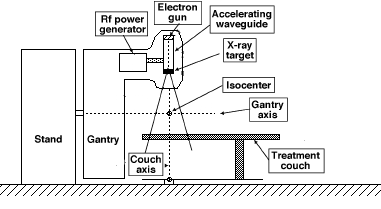 Electron
gun
Rf power
generator
Accelerating
waveguide
X-ray
target
Isocenter
Gantry
axis
Stand
Gantry
Couch
axis
Treatment
couch